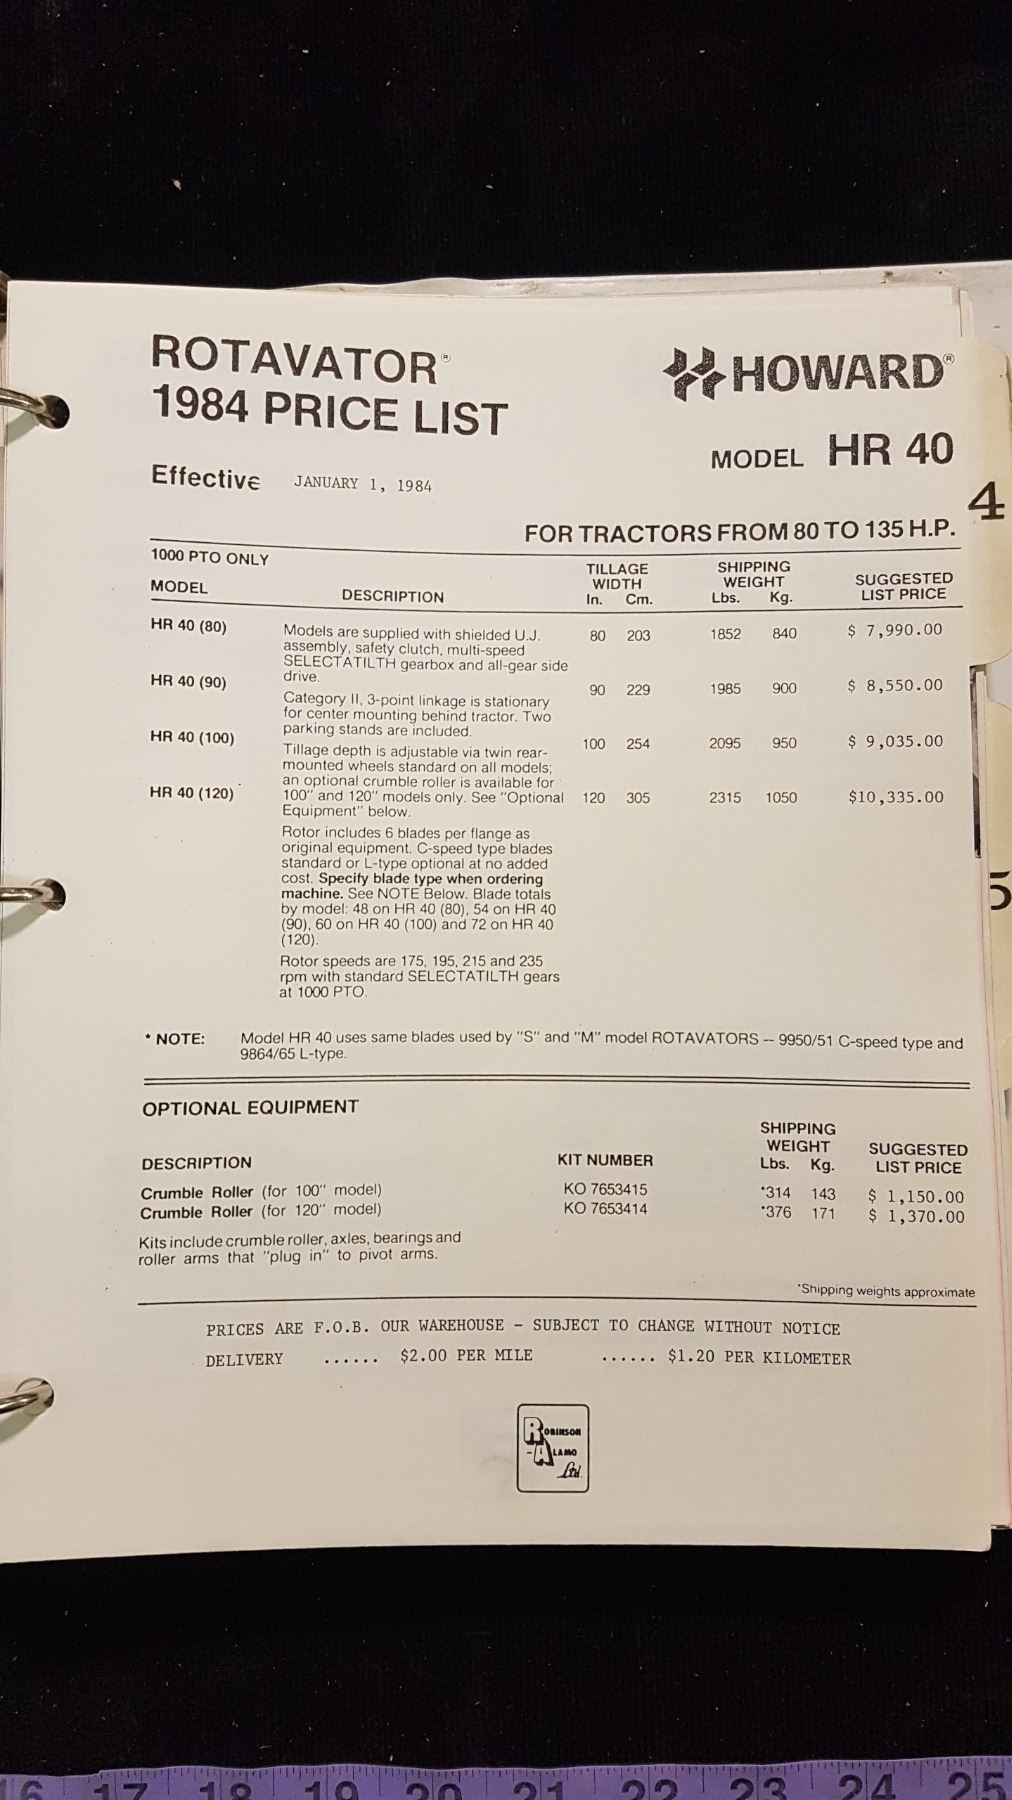 ROTAVATOR®
1984 PRICE LIST
HOWARD®
MODEL HR 40
Effective JANUARY 1, 1984
4
FOR TRACTORS FROM 80 TO 135 H.P.
1000 PTO ONLY
MODEL
DESCRIPTION
TILLAGE
WIDTH
In. Cm.
SHIPPING
WEIGHT
Lbs. Kg.
SUGGESTED
LIST PRICE
HR 40 (80)
80 203 1852 840 $ 7,990.00
HR 40 (90)
90 229 1985 900 $ 8,550.00
HR 40 (100)
100 254 2095 950 $ 9,035.00
HR 40 (120)
120 305 2315 1050 $10,335.00
Models are supplied with shielded U.J.
assembly, safety clutch, multi-speed
SELECTATILTH gearbox and all-gear side
drive.
Category II, 3-point linkage is stationary
for center mounting behind tractor. Two
parking stands are included.
Tillage depth is adjustable via twin rear-
mounted wheels standard on all models;
an optional crumble roller is available for
100" and 120" models only. See "Optional
Equipment" below.
Rotor includes 6 blades per flange as
original equipment. C-speed type blades
standard or L-type optional at no added
cost. Specify blade type when ordering
machine. See NOTE Below. Blade totals
by model: 48 on HR 40 (80), 54 on HR 40
(90), 60 on HR 40 (100) and 72 on HR 40
(120).
Rotor speeds are 175, 195, 215 and 235
rpm with standard SELECTATILTH gears
at 1000 PTO.
5
* NOTE: Model HR 40 uses same blades used by "S" and "M" model ROTAVATORS -- 9950/51 C-speed type and
9864/65 L-type.
OPTIONAL EQUIPMENT
DESCRIPTION
KIT NUMBER
SHIPPING
WEIGHT
Lbs. Kg.
SUGGESTED
LIST PRICE
Crumble Roller (for 100" model) KO 7653415 *314 143 $ 1,150.00
Crumble Roller (for 120" model) KO 7653414 *376 171 $ 1,370.00
Kits include crumble roller, axles, bearings and
roller arms that "plug in" to pivot arms.
*Shipping weights approximate
PRICES ARE F.O.B. OUR WAREHOUSE - SUBJECT TO CHANGE WITHOUT NOTICE
DELIVERY ...... $2.00 PER MILE ...... $1.20 PER KILOMETER
ROBINSON
-ALAMO
Ltd.
16 17 18 19 20 21 22 23 24 25